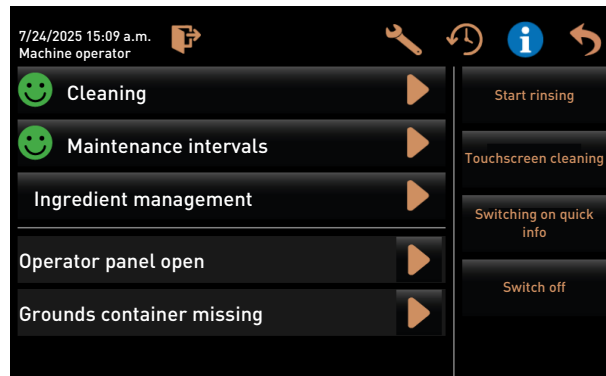 7/24/2025 15:09 a.m.
Machine operator
Cleaning
Maintenance intervals
Ingredient management
Operator panel open
Grounds container missing
Start rinsing
Touchscreen cleaning
Switching on quick
info
Switch off